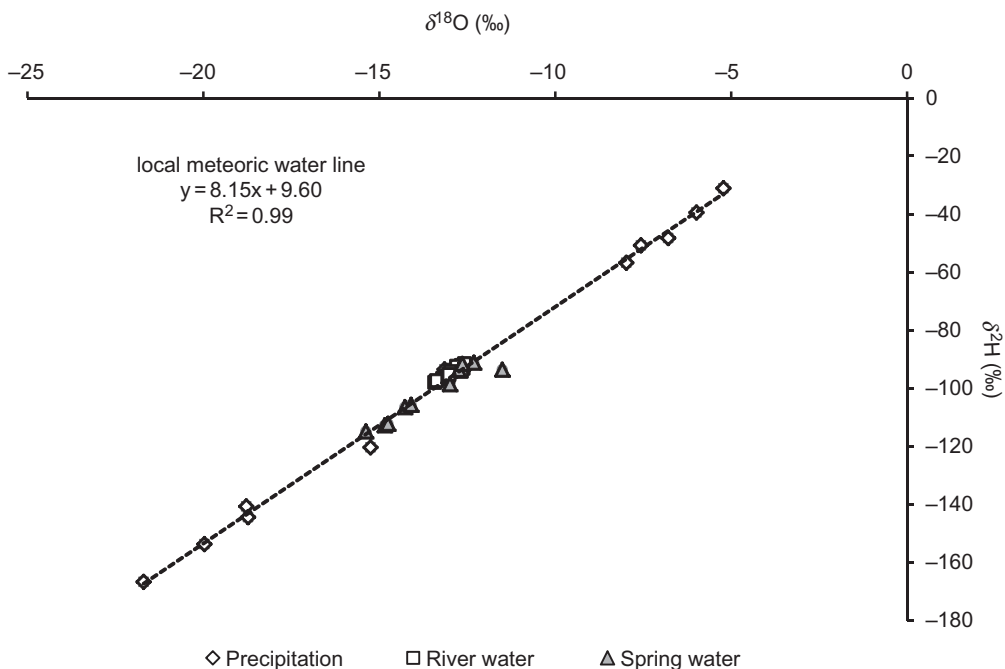 δ¹⁸O (‰)
–25 –20 –15 –10 –5 0
0
–20
–40
–60
–80
–100
–120
–140
–160
–180
δ²H (‰)
local meteoric water line
y = 8.15x + 9.60
R² = 0.99
Precipitation River water Spring water